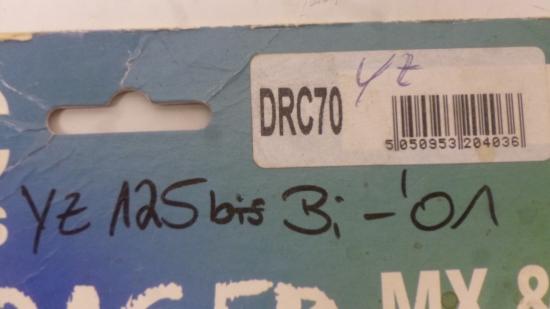 DRC70 YZ
5 050953 204036
YZ 125 bis Bj -'01
MX &